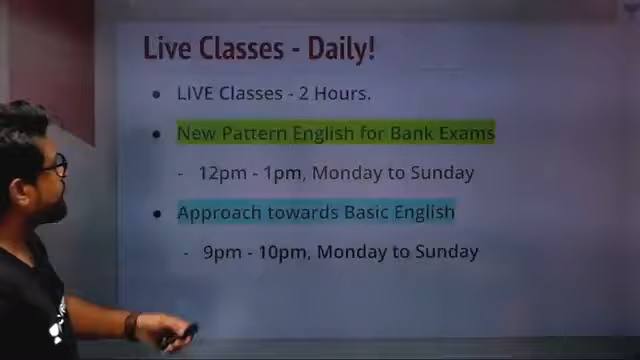 Live Classes - Daily!
● LIVE Classes - 2 Hours.
● New Pattern English for Bank Exams
- 12pm - 1pm, Monday to Sunday
● Approach towards Basic English
- 9pm - 10pm, Monday to Sunday